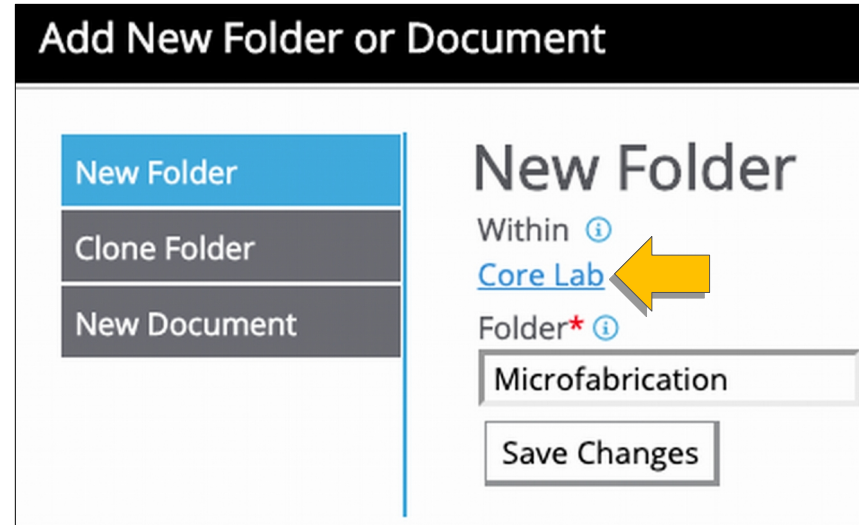 Add New Folder or Document
New Folder
Clone Folder
New Document
New Folder
Within
Core Lab
Folder*
Microfabrication
Save Changes